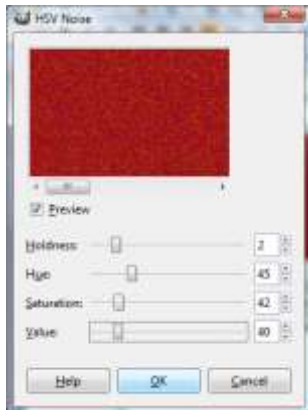 HSV Noise
Preview
Holdness: 2
Hue: 45
Saturation: 42
Value: 40
Help OK Cancel